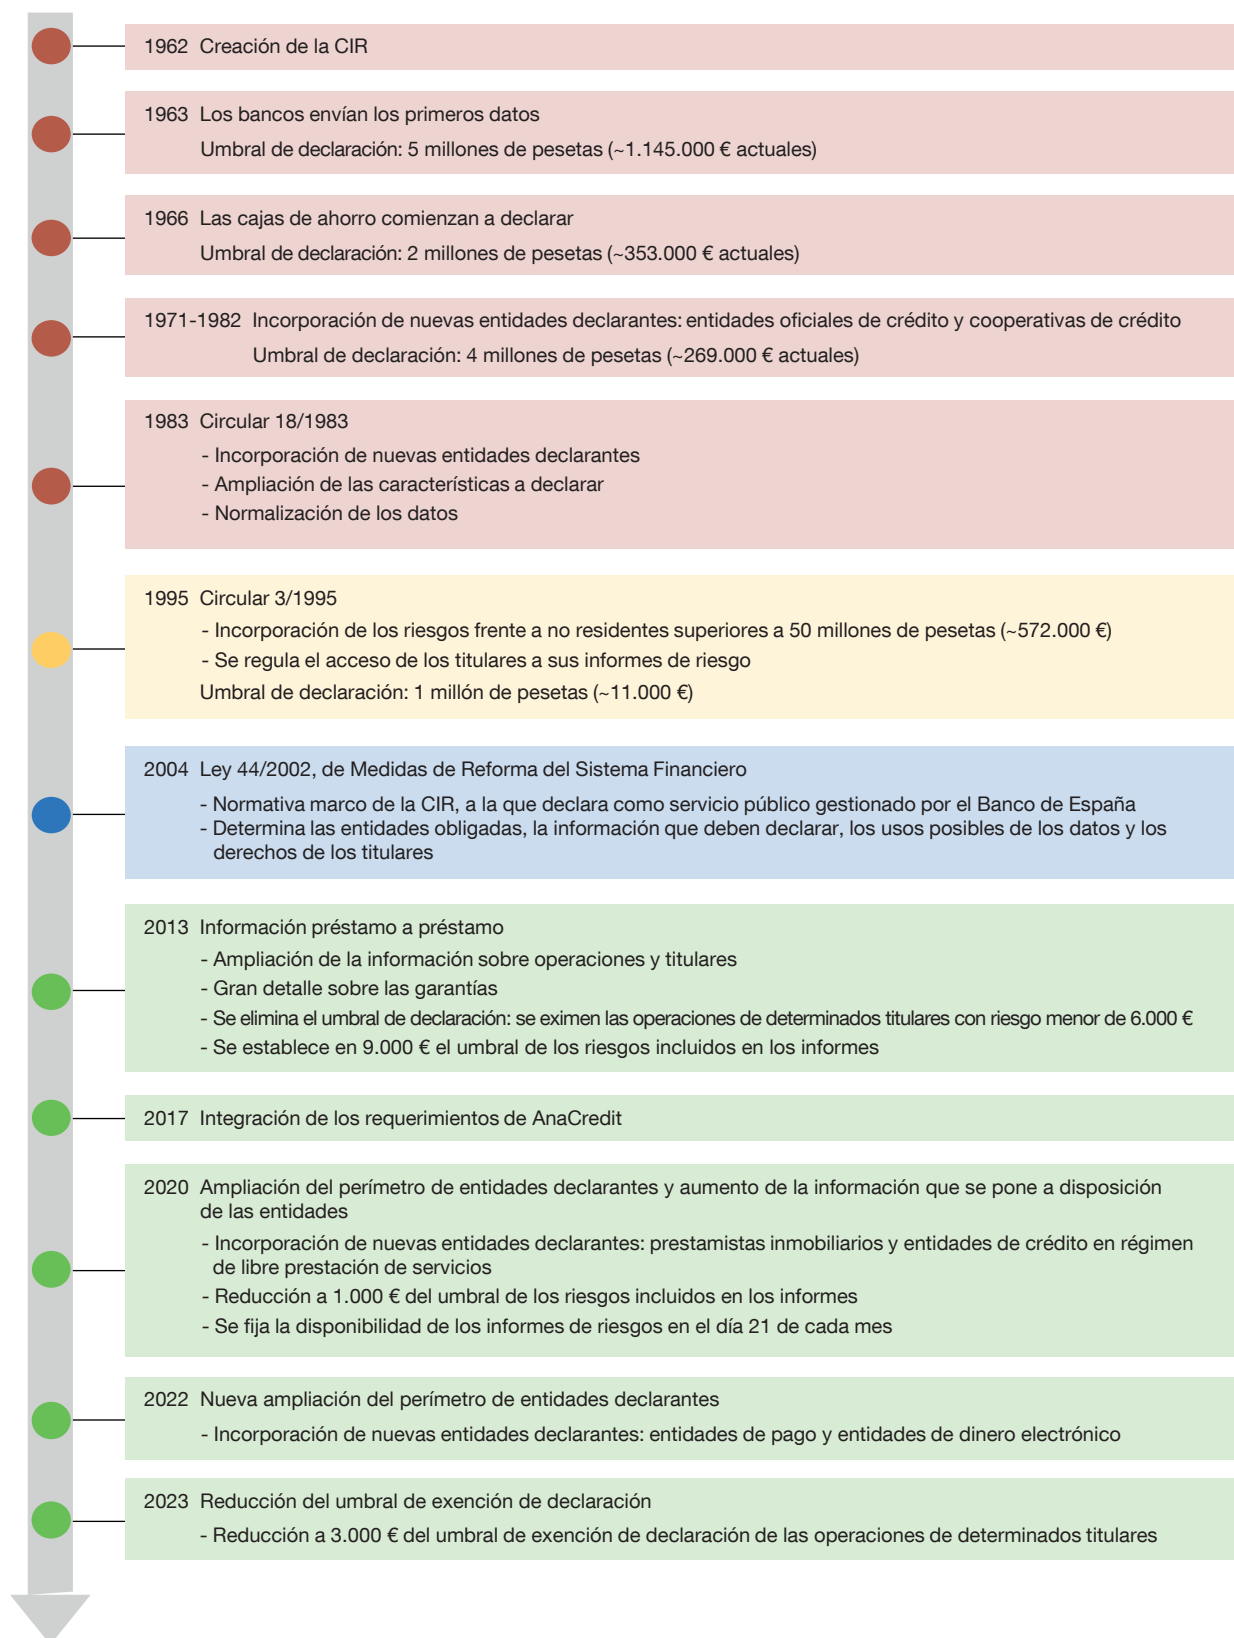 1962 Creación de la CIR
1963 Los bancos envían los primeros datos
Umbral de declaración: 5 millones de pesetas (~1.145.000 € actuales)
1966 Las cajas de ahorro comienzan a declarar
Umbral de declaración: 2 millones de pesetas (~353.000 € actuales)
1971-1982 Incorporación de nuevas entidades declarantes: entidades oficiales de crédito y cooperativas de crédito
Umbral de declaración: 4 millones de pesetas (~269.000 € actuales)
1983 Circular 18/1983
- Incorporación de nuevas entidades declarantes
- Ampliación de las características a declarar
- Normalización de los datos
1995 Circular 3/1995
- Incorporación de los riesgos frente a no residentes superiores a 50 millones de pesetas (~572.000 €)
- Se regula el acceso de los titulares a sus informes de riesgo
Umbral de declaración: 1 millón de pesetas (~11.000 €)
2004 Ley 44/2002, de Medidas de Reforma del Sistema Financiero
- Normativa marco de la CIR, a la que declara como servicio público gestionado por el Banco de España
- Determina las entidades obligadas, la información que deben declarar, los usos posibles de los datos y los
derechos de los titulares
2013 Información préstamo a préstamo
- Ampliación de la información sobre operaciones y titulares
- Gran detalle sobre las garantías
- Se elimina el umbral de declaración: se eximen las operaciones de determinados titulares con riesgo menor de 6.000 €
- Se establece en 9.000 € el umbral de los riesgos incluidos en los informes
2017 Integración de los requerimientos de AnaCredit
2020 Ampliación del perímetro de entidades declarantes y aumento de la información que se pone a disposición
de las entidades
- Incorporación de nuevas entidades declarantes: prestamistas inmobiliarios y entidades de crédito en régimen
de libre prestación de servicios
- Reducción a 1.000 € del umbral de los riesgos incluidos en los informes
- Se fija la disponibilidad de los informes de riesgos en el día 21 de cada mes
2022 Nueva ampliación del perímetro de entidades declarantes
- Incorporación de nuevas entidades declarantes: entidades de pago y entidades de dinero electrónico
2023 Reducción del umbral de exención de declaración
- Reducción a 3.000 € del umbral de exención de declaración de las operaciones de determinados titulares